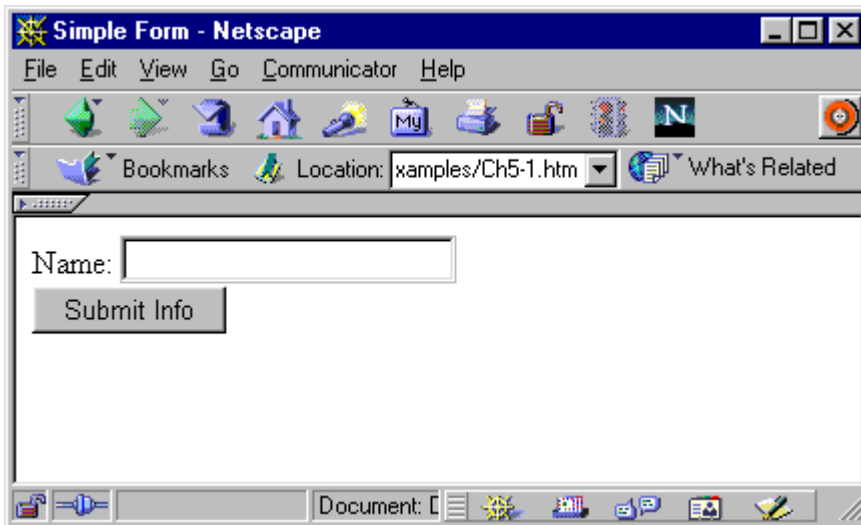 Simple Form - Netscape
File Edit View Go Communicator Help
My N
Bookmarks Location: xamples/Ch5-1.htm What's Related
Name:
Submit Info
Document: D